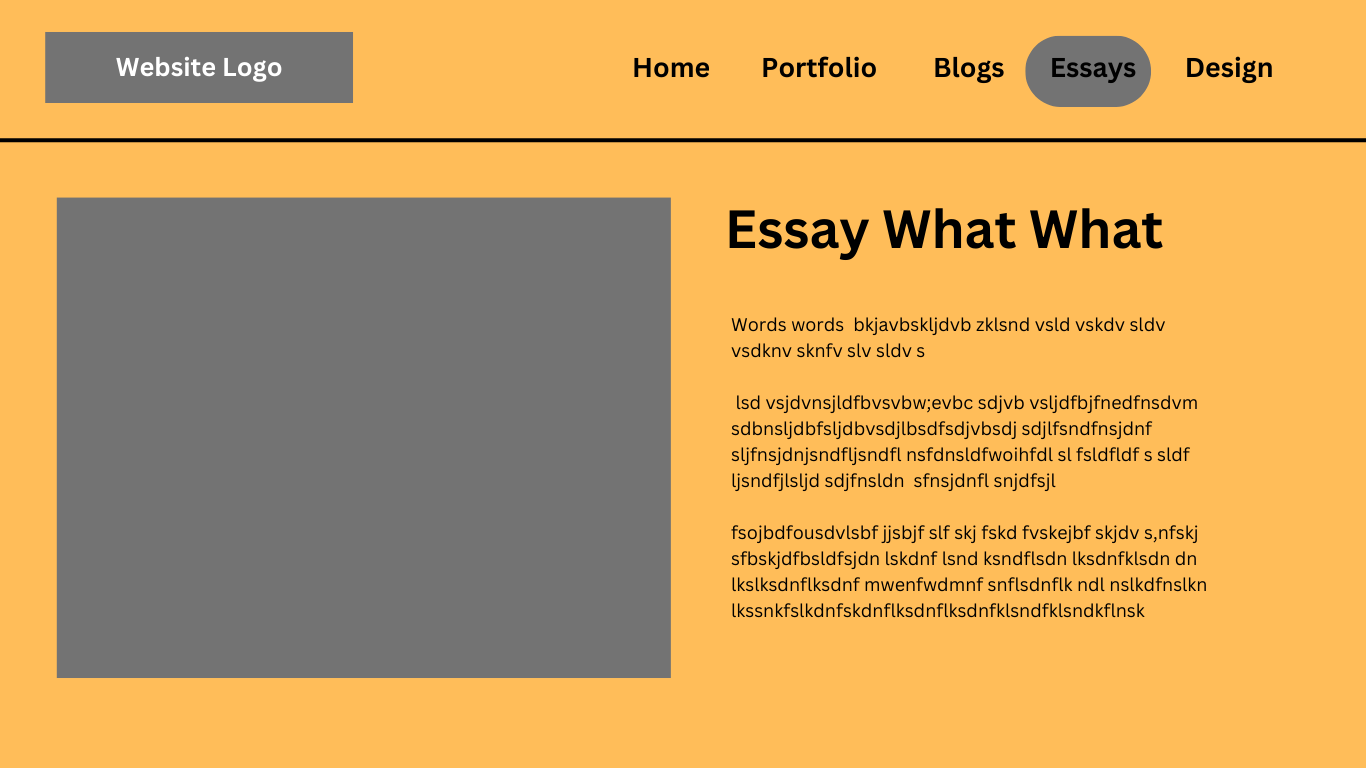 Website Logo
Home Portfolio Blogs Essays Design
Essay What What
Words words  bkjavbskljdvb zklsnd vsld vskdv sldv
vsdknv sknfv slv sldv s
lsd vsjdvnsjldfbvsvbw;evbc sdjvb vsljdfbjfnedfnsdvm
sdbnsljdbfsljdbvsdjlbsdfsdjvbsdj sdjlfsndfnsjdnf
sljfnsjdnjsndfljsndfl nsfdnsldfwoihfdl sl fsldfldf s sldf
ljsndfjlsljd sdjfnsldn  sfnsjdnfl snjdfsjl
fsojbdfousdvlsbf jjsbjf slf skj fskd fvskejbf skjdv s,nfskj
sfbskjdfbsldfsjdn lskdnf lsnd ksndflsdn lksdnfklsdn dn
lkslksdnflksdnf mwenfwdmnf snflsdnflk ndl nslkdfnslkn
lkssnkfslkdnfskdnflksdnflksdnfklsndfklsndkflnsk